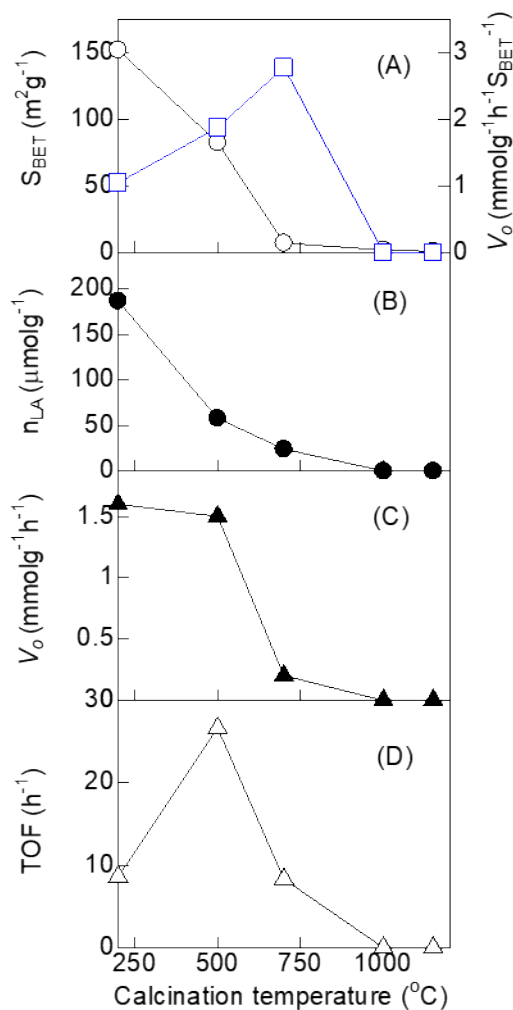 S_BET (m²g⁻¹)
150
100
50
0
(A)
3
2
1
0
V_o (mmolg⁻¹h⁻¹S_BET⁻¹)
n_LA (μmolg⁻¹)
200
150
100
50
0
(B)
V_o (mmolg⁻¹h⁻¹)
1.5
1
0.5
(C)
TOF (h⁻¹)
30
20
10
0
(D)
250 500 750 1000
Calcination temperature (°C)